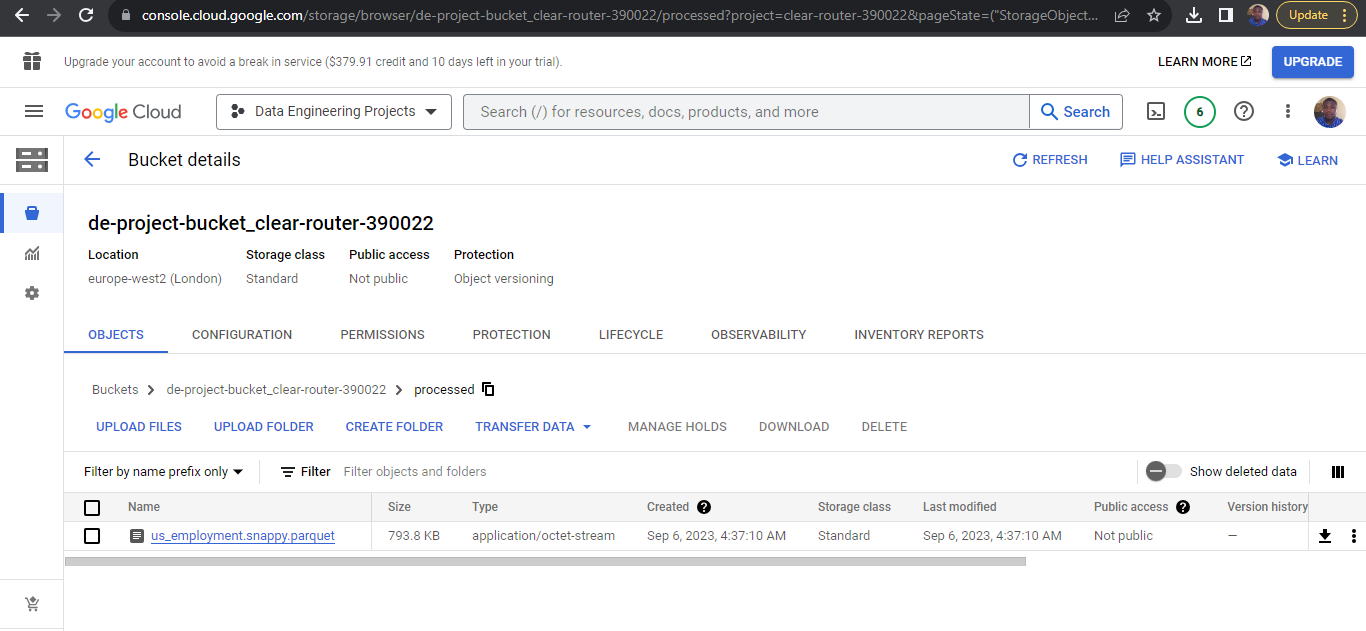 console.cloud.google.com/storage/browser/de-project-bucket_clear-router-390022/processed?project=clear-router-390022&pageState=("StorageObject...
Update
Upgrade your account to avoid a break in service ($379.91 credit and 10 days left in your trial).
LEARN MORE
UPGRADE
Google Cloud
Data Engineering Projects
Search (/) for resources, docs, products, and more
Search
6
Bucket details
REFRESH
HELP ASSISTANT
LEARN
de-project-bucket_clear-router-390022
Location Storage class Public access Protection
europe-west2 (London) Standard Not public Object versioning
OBJECTS CONFIGURATION PERMISSIONS PROTECTION LIFECYCLE OBSERVABILITY INVENTORY REPORTS
Buckets > de-project-bucket_clear-router-390022 > processed
UPLOAD FILES UPLOAD FOLDER CREATE FOLDER TRANSFER DATA MANAGE HOLDS DOWNLOAD DELETE
Filter by name prefix only Filter Filter objects and folders Show deleted data
Name Size Type Created Storage class Last modified Public access Version history
us_employment.snappy.parquet 793.8 KB application/octet-stream Sep 6, 2023, 4:37:10 AM Standard Sep 6, 2023, 4:37:10 AM Not public —